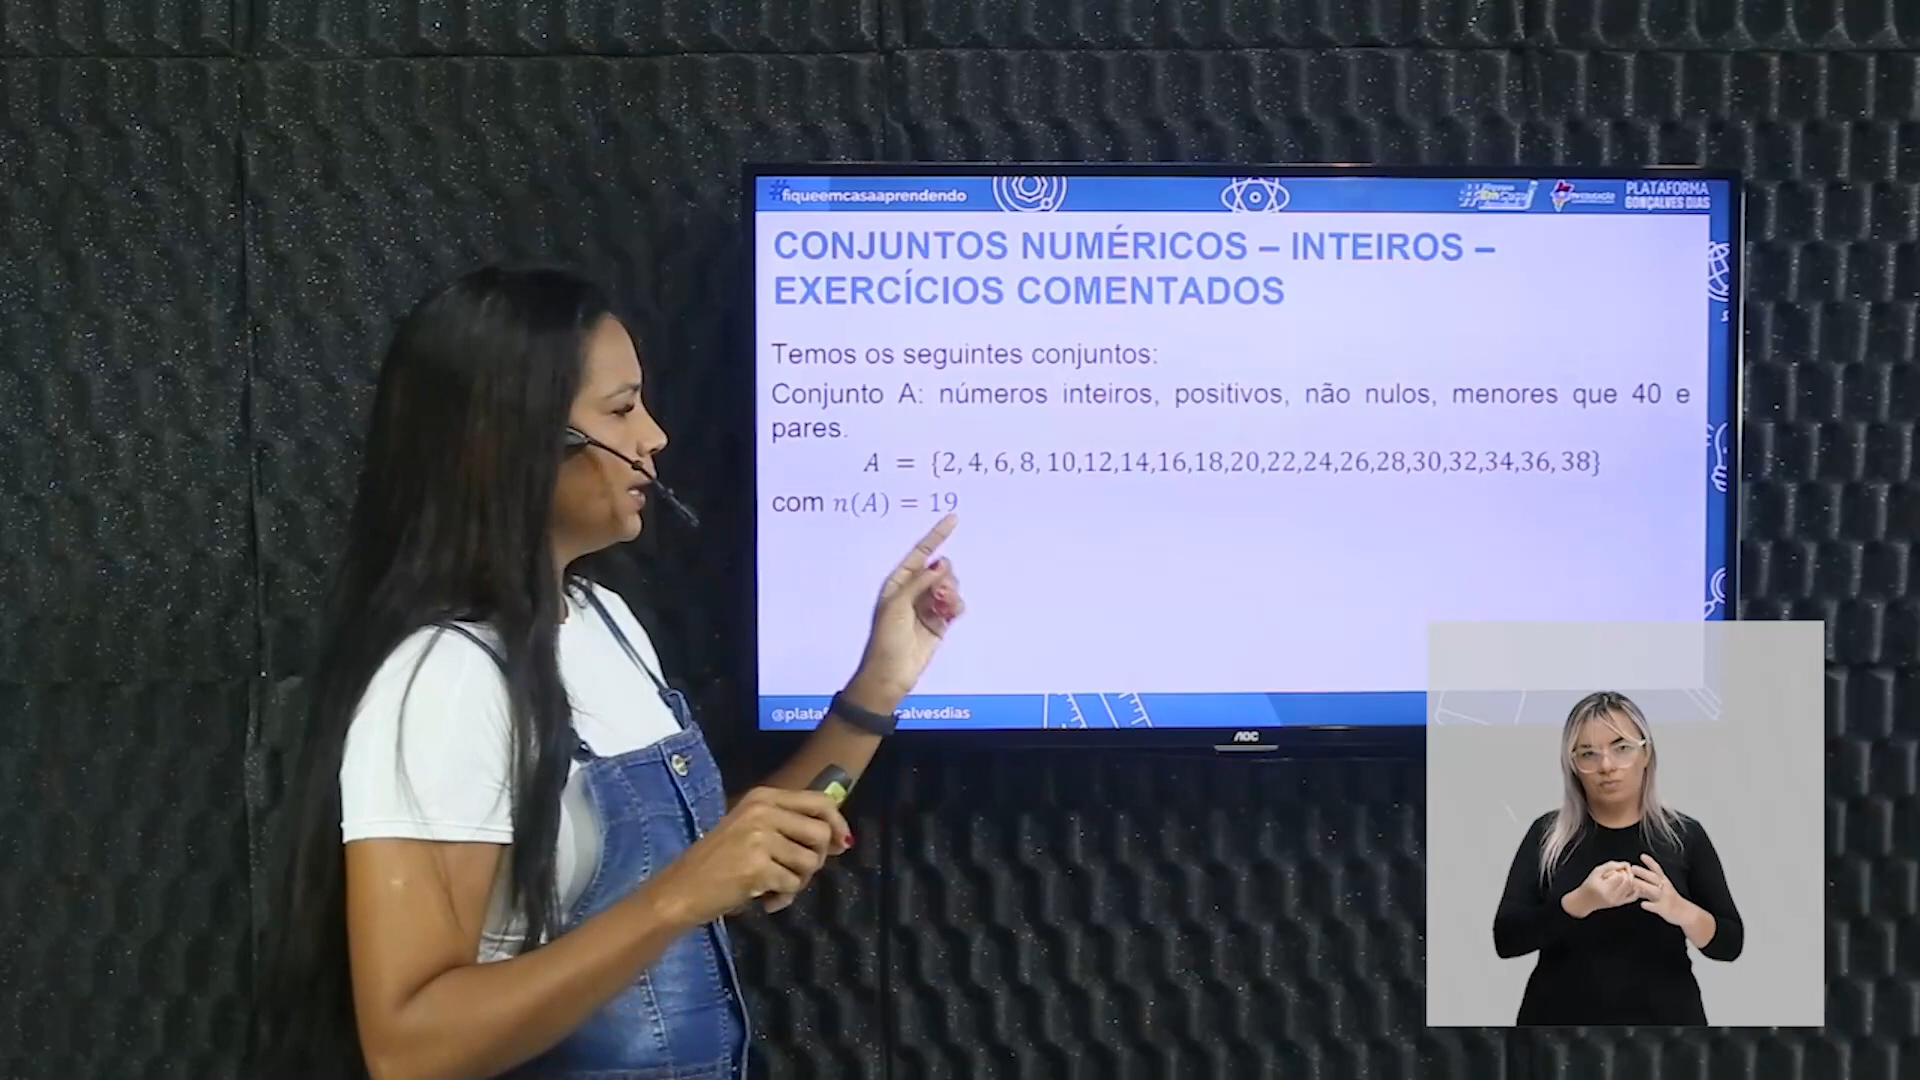 #fiqueemcasaaprendendo
PLATAFORMA
GONÇALVES DIAS
CONJUNTOS NUMÉRICOS – INTEIROS –
EXERCÍCIOS COMENTADOS
Temos os seguintes conjuntos:
Conjunto A: números inteiros, positivos, não nulos, menores que 40 e
pares.
A = {2, 4, 6, 8, 10,12,14,16,18,20,22,24,26,28,30,32,34,36, 38}
com n(A) = 19
@plata calvesdias
AOC